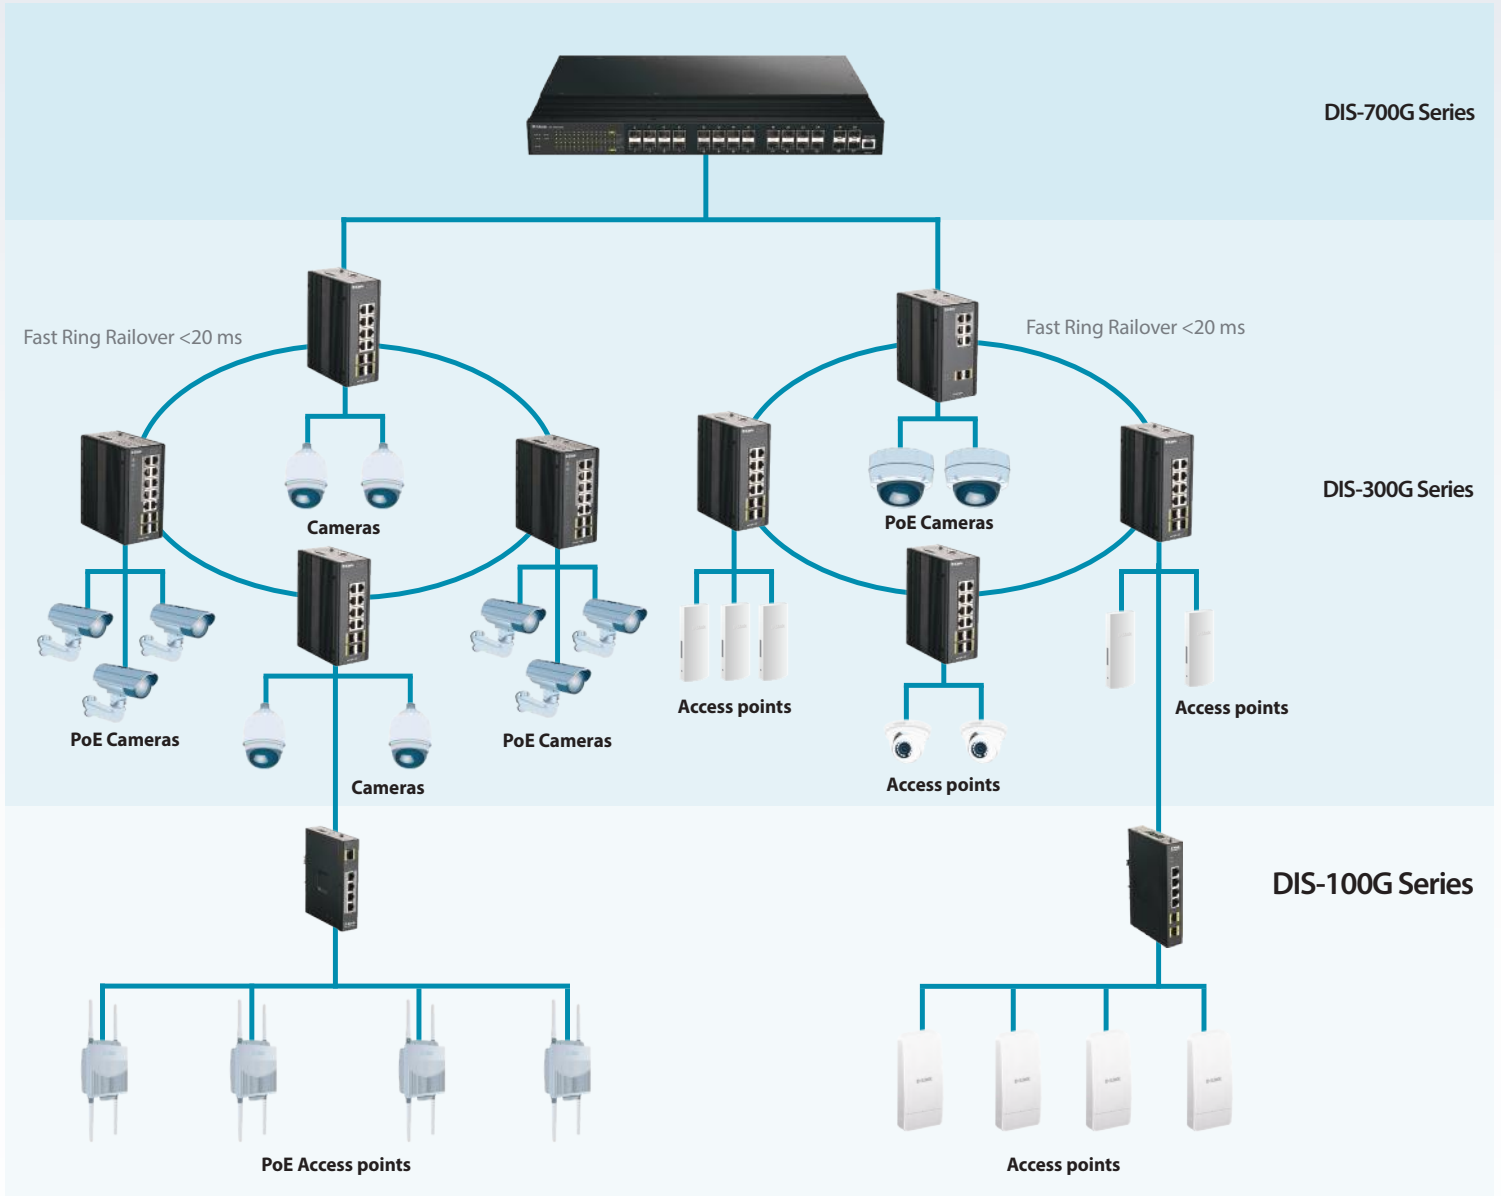 DIS-700G Series
Fast Ring Railover <20 ms
Fast Ring Railover <20 ms
DIS-300G Series
Cameras
PoE Cameras
Access points
Access points
PoE Cameras
PoE Cameras
Cameras
Access points
DIS-100G Series
PoE Access points
Access points